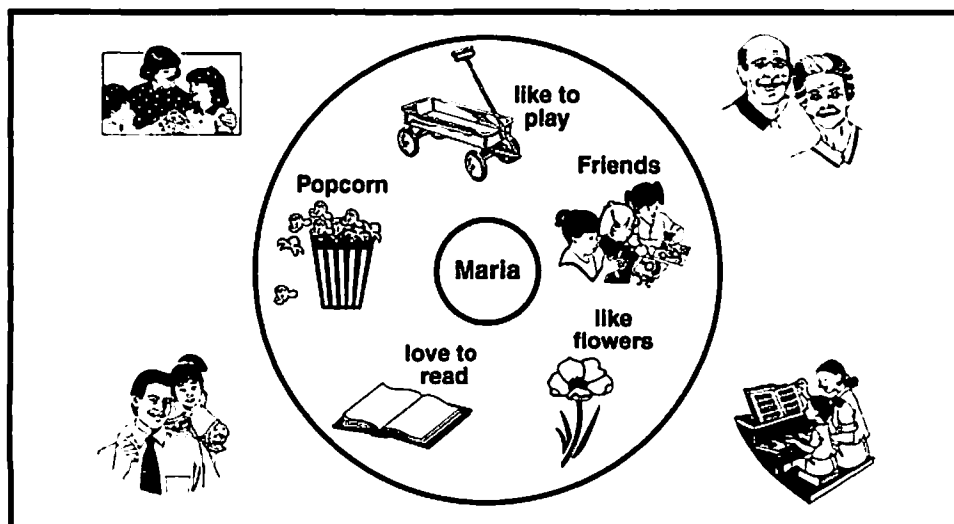 like to
play
Friends
Popcorn
Maria
like
flowers
love to
read